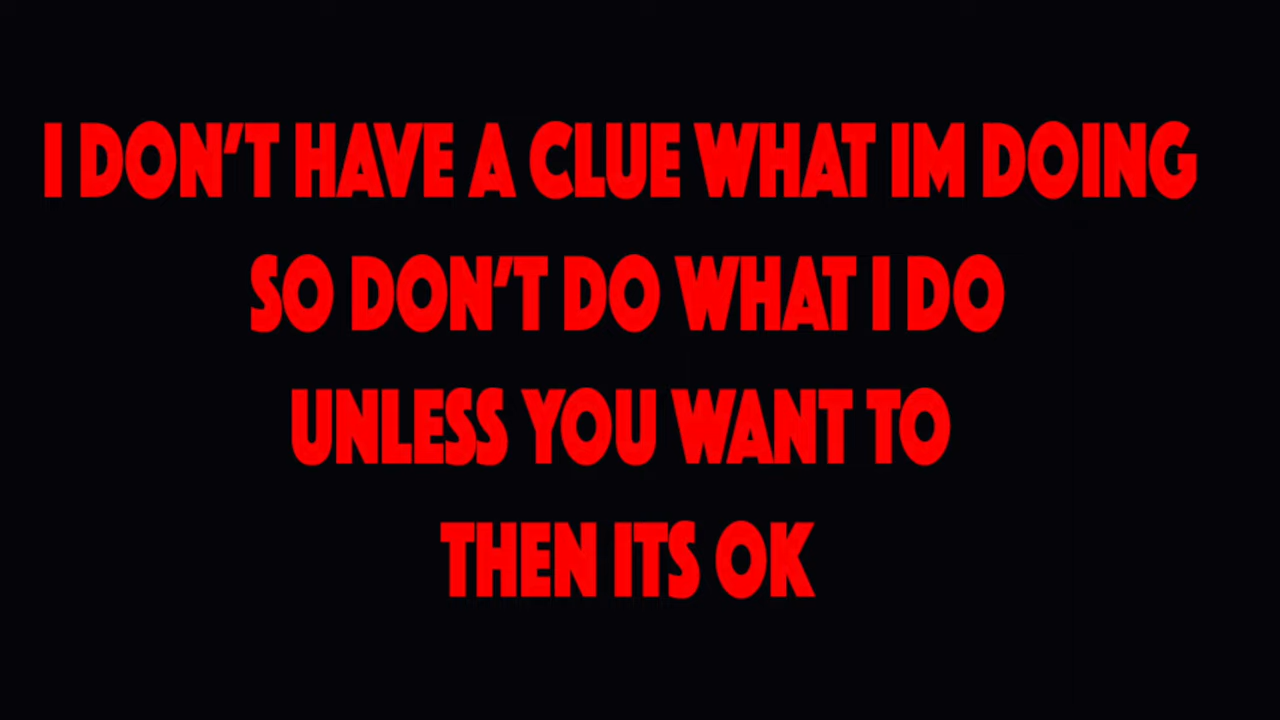 I DON'T HAVE A CLUE WHAT IM DOING
SO DON'T DO WHAT I DO
UNLESS YOU WANT TO
THEN ITS OK